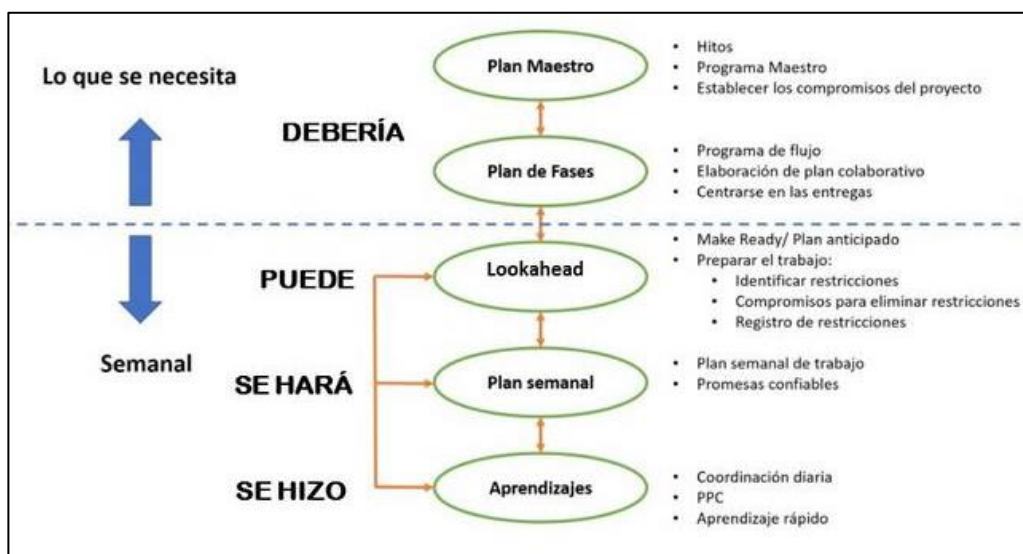 Lo que se necesita
DEBERÍA
Plan Maestro
• Hitos
• Programa Maestro
• Establecer los compromisos del proyecto
Plan de Fases
• Programa de flujo
• Elaboración de plan colaborativo
• Centrarse en las entregas
PUEDE
Lookahead
• Make Ready/ Plan anticipado
• Preparar el trabajo:
• Identificar restricciones
• Compromisos para eliminar restricciones
• Registro de restricciones
Semanal
SE HARÁ
Plan semanal
• Plan semanal de trabajo
• Promesas confiables
SE HIZO
Aprendizajes
• Coordinación diaria
• PPC
• Aprendizaje rápido